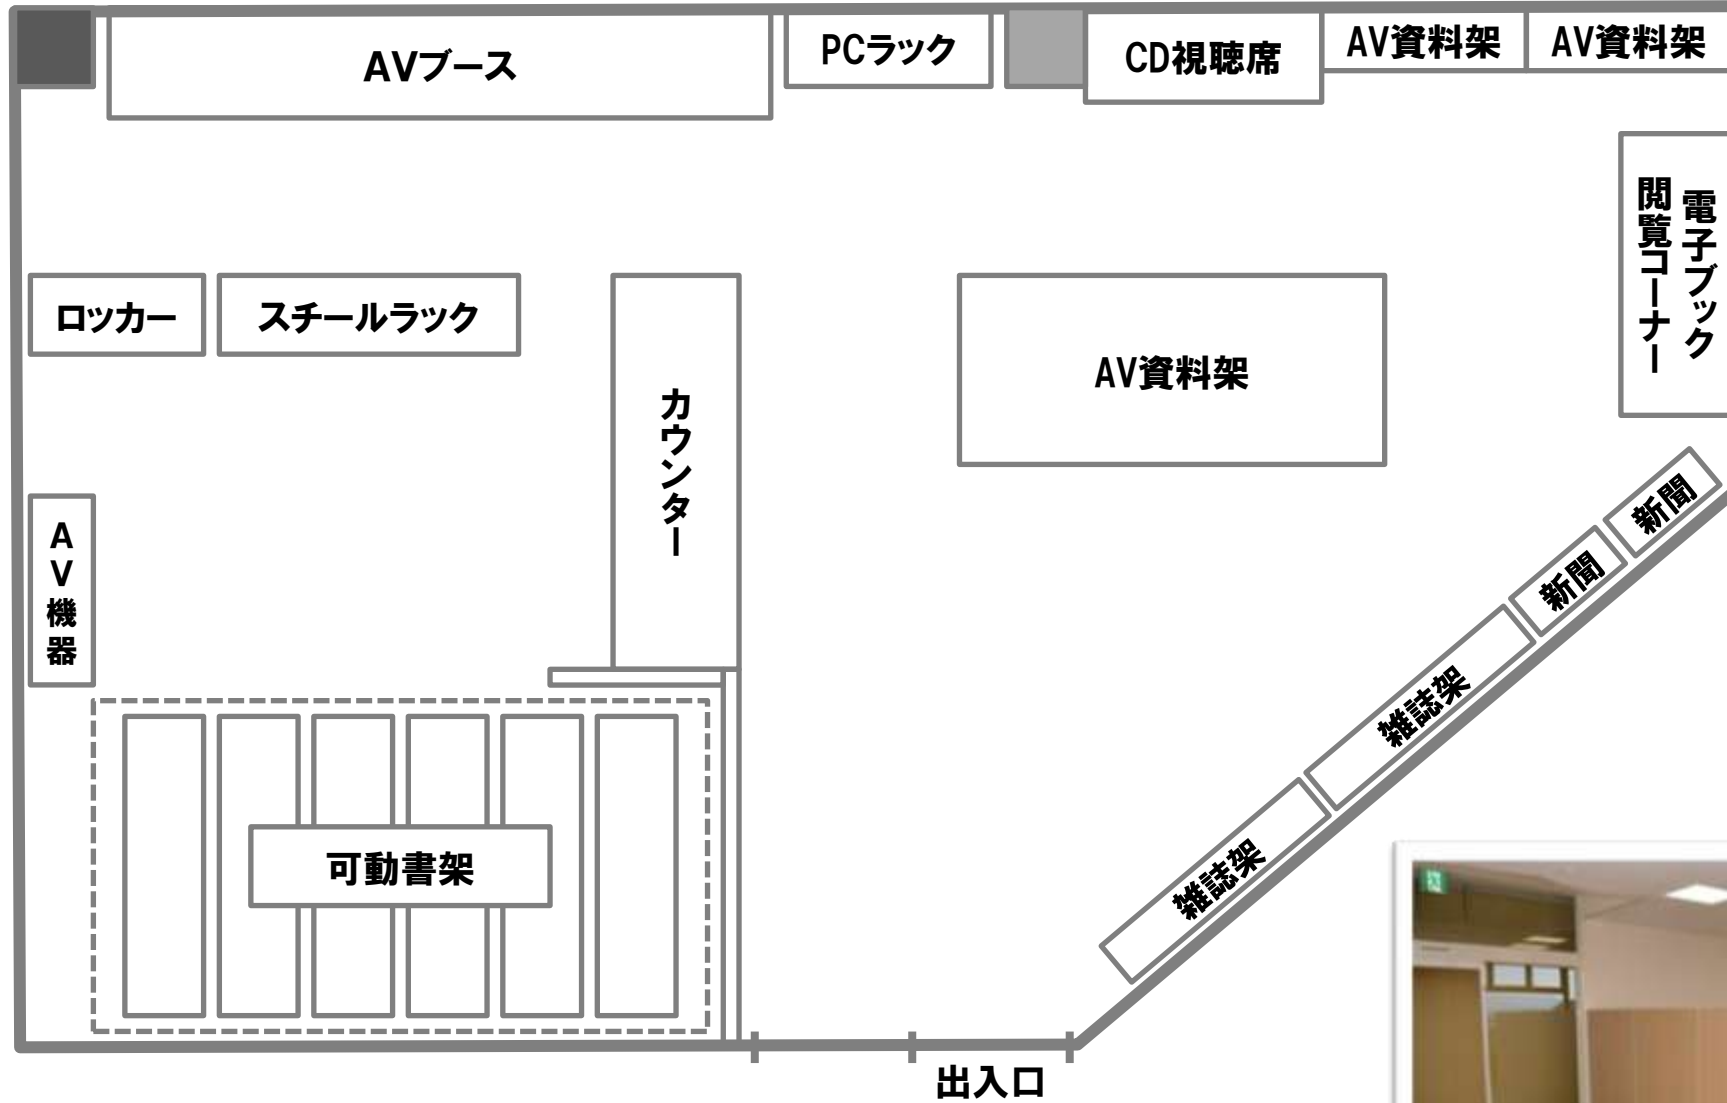 AVブース
PCラック
CD視聴席
AV資料架
AV資料架
電子ブック
閲覧コーナー
ロッカー
スチールラック
カウンター
AV資料架
AV機器
新聞
新聞
雑誌架
雑誌架
可動書架
出入口